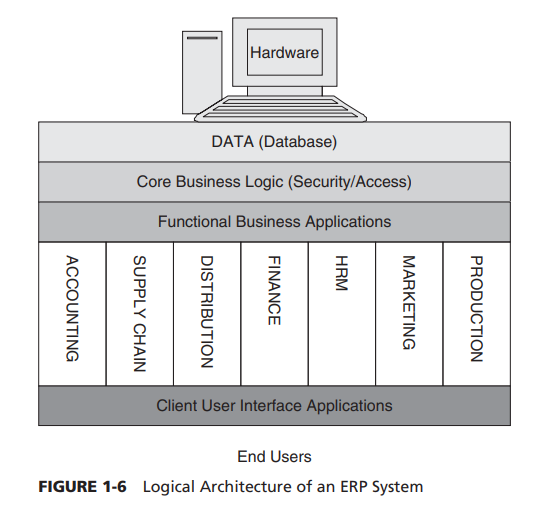 Hardware
DATA (Database)
Core Business Logic (Security/Access)
Functional Business Applications
ACCOUNTING
SUPPLY CHAIN
DISTRIBUTION
FINANCE
HRM
MARKETING
PRODUCTION
Client User Interface Applications
End Users
FIGURE 1-6 Logical Architecture of an ERP System